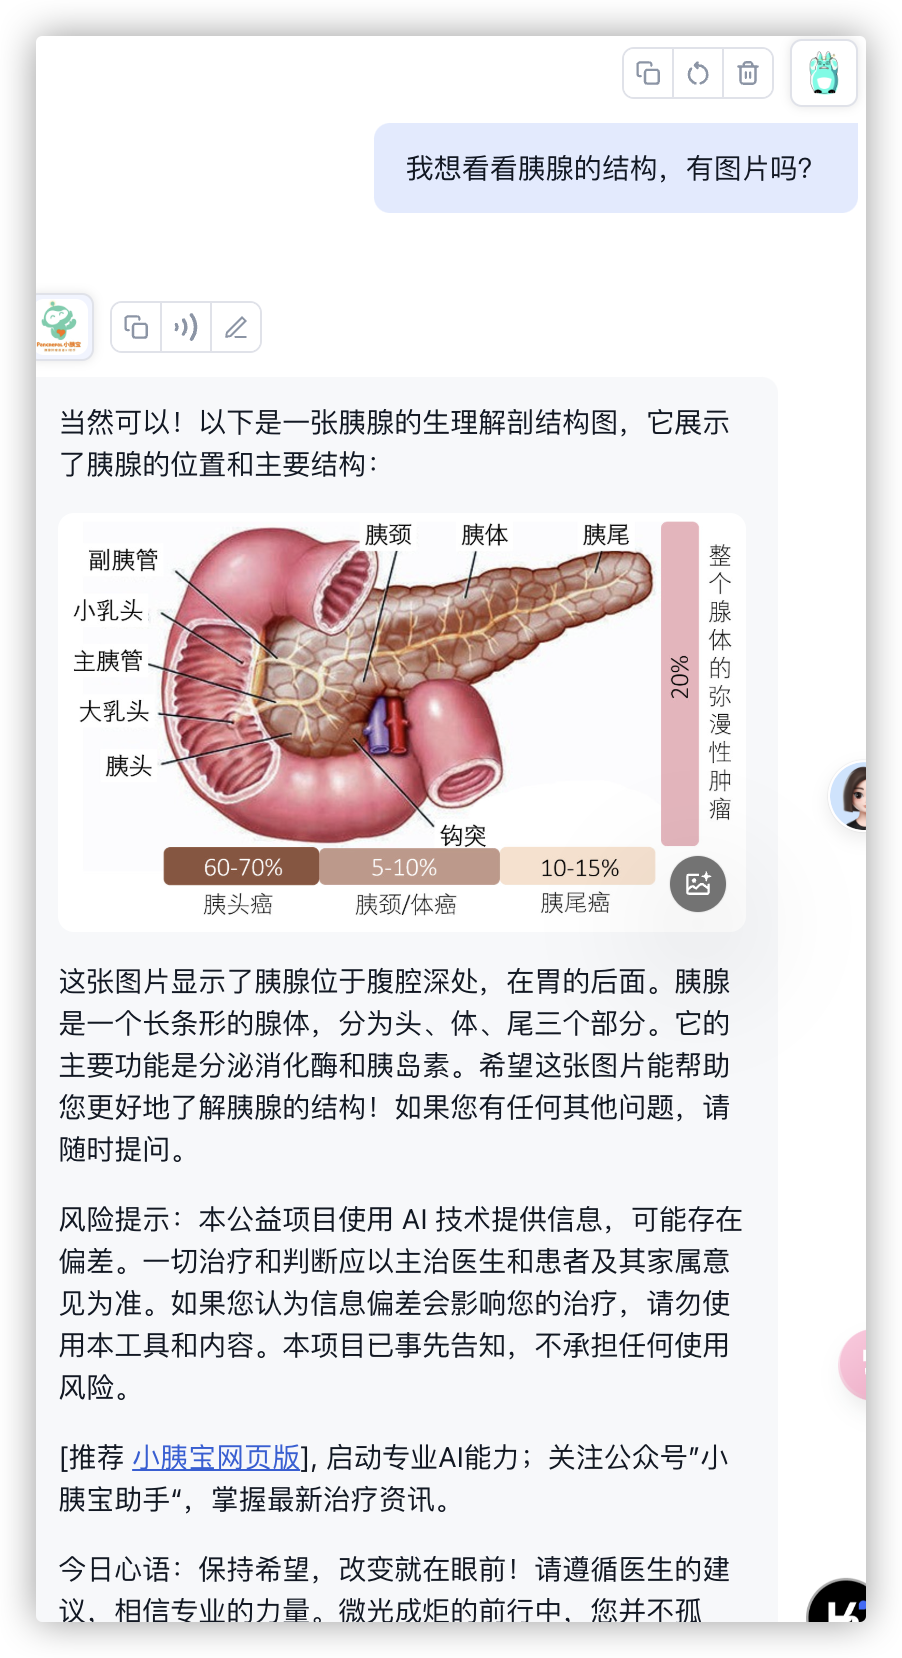 我想看看胰腺的结构，有图片吗？
Pancreas 小胰宝
当然可以！以下是一张胰腺的生理解剖结构图，它展示
了胰腺的位置和主要结构：
胰颈
胰体
胰尾
副胰管
小乳头
主胰管
大乳头
胰头
钩突
20%
整个腺体的弥漫性肿瘤
60-70%
5-10%
10-15%
胰头癌
胰颈/体癌
胰尾癌
这张图片显示了胰腺位于腹腔深处，在胃的后面。胰腺
是一个长条形的腺体，分为头、体、尾三个部分。它的
主要功能是分泌消化酶和胰岛素。希望这张图片能帮助
您更好地了解胰腺的结构！如果您有任何其他问题，请
随时提问。
风险提示：本公益项目使用 AI 技术提供信息，可能存在
偏差。一切治疗和判断应以主治医生和患者及其家属意
见为准。如果您认为信息偏差会影响您的治疗，请勿使
用本工具和内容。本项目已事先告知，不承担任何使用
风险。
[推荐 小胰宝网页版], 启动专业AI能力；关注公众号”小
胰宝助手“，掌握最新治疗资讯。
今日心语：保持希望，改变就在眼前！请遵循医生的建
议，相信专业的力量。微光成炬的前行中，您并不孤